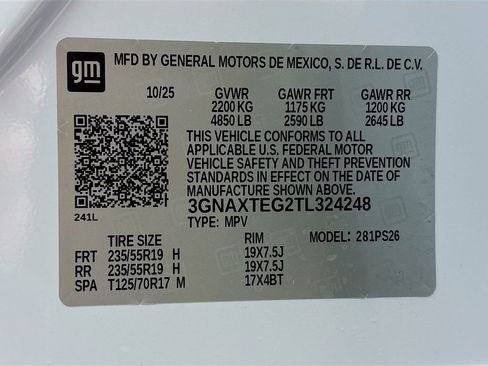 gm
MFD BY GENERAL MOTORS DE MEXICO, S. DE R.L. DE C.V.
10/25 GVWR GAWR FRT GAWR RR
2200 KG 1175 KG 1200 KG
4850 LB 2590 LB 2645 LB
THIS VEHICLE CONFORMS TO ALL
APPLICABLE U.S. FEDERAL MOTOR
VEHICLE SAFETY AND THEFT PREVENTION
STANDARDS IN EFFECT ON THE DATE OF
MANUFACTURE SHOWN ABOVE.
241L
3GNAXTEG2TL324248
TYPE: MPV
TIRE SIZE RIM MODEL: 281PS26
FRT 235/55R19 H 19X7.5J
RR 235/55R19 H 19X7.5J
SPA T125/70R17 M 17X4BT